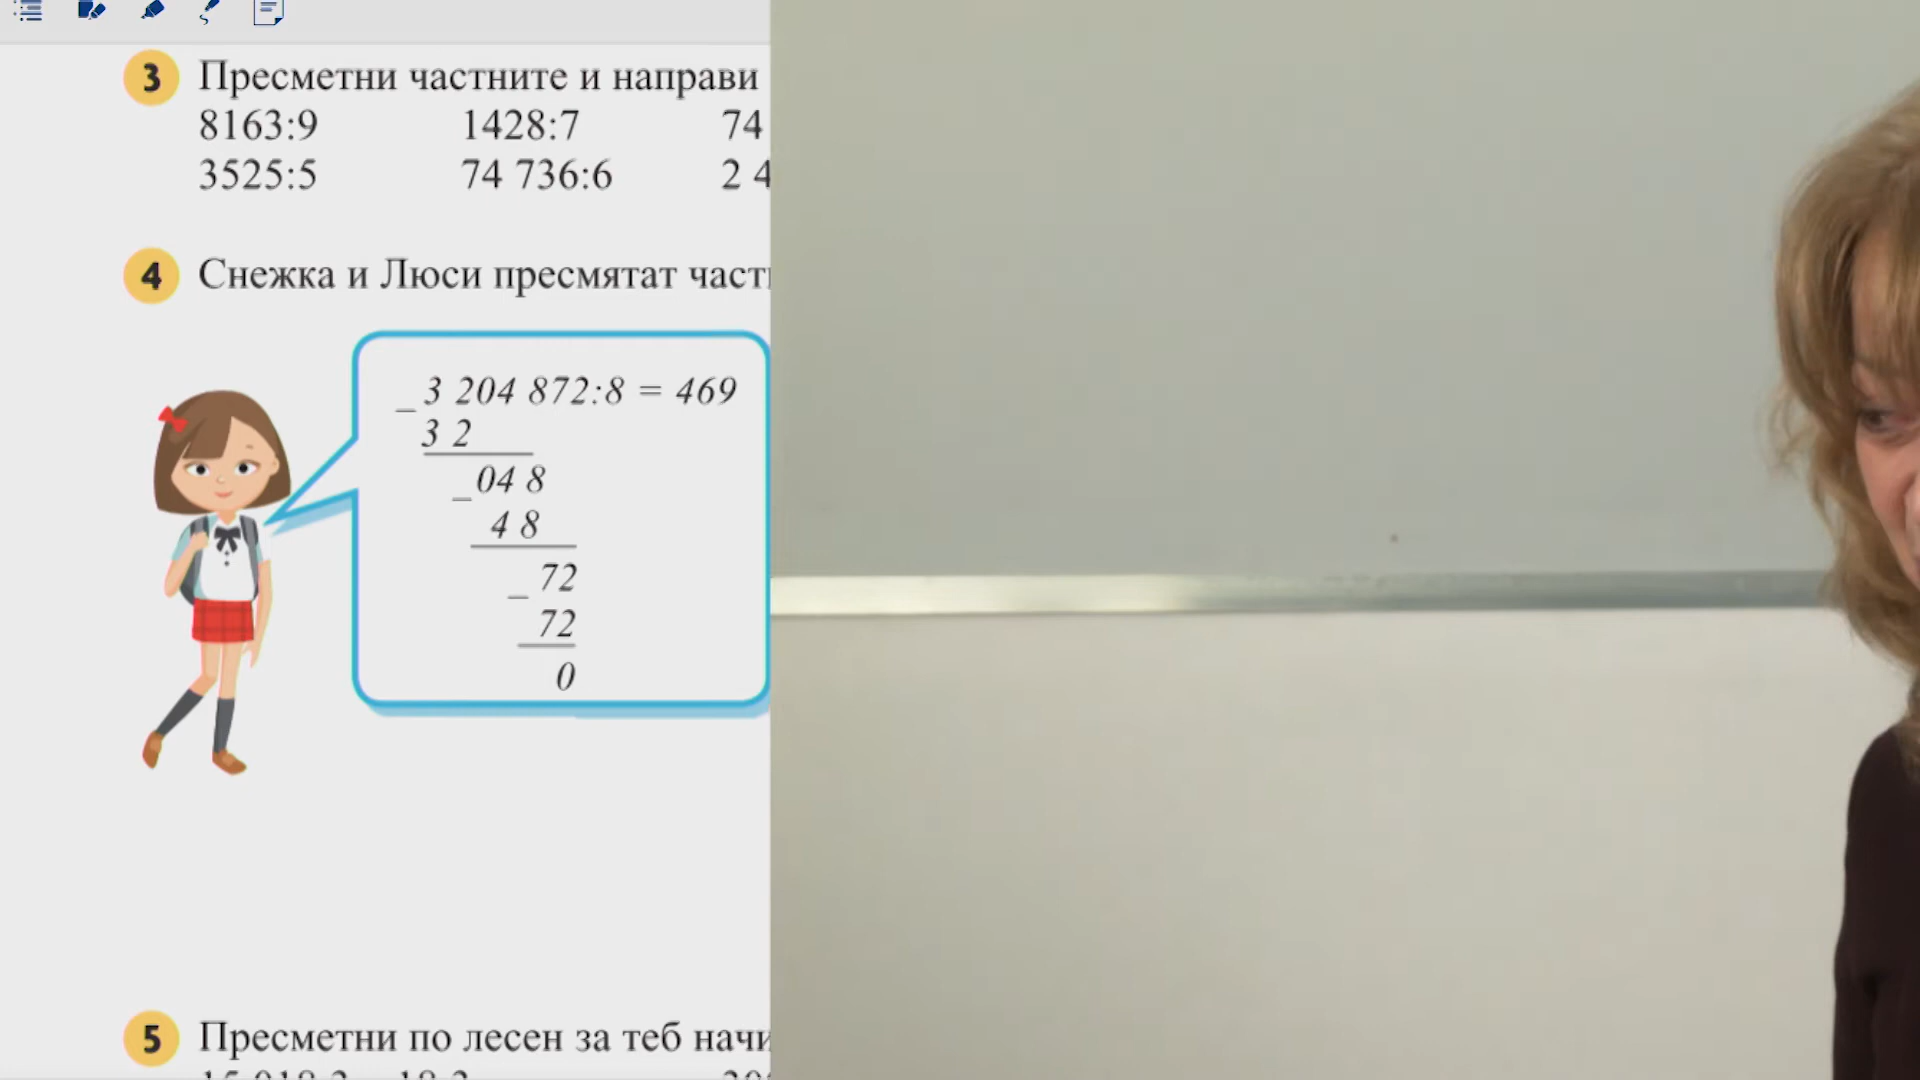 3 Пресметни частните и направи
8163:9 1428:7 74
3525:5 74 736:6 2 4
4 Снежка и Люси пресмятат част
_ 3 204 872:8 = 469
3 2
_ 04 8
4 8
_ 72
72
0
5 Пресметни по лесен за теб начи